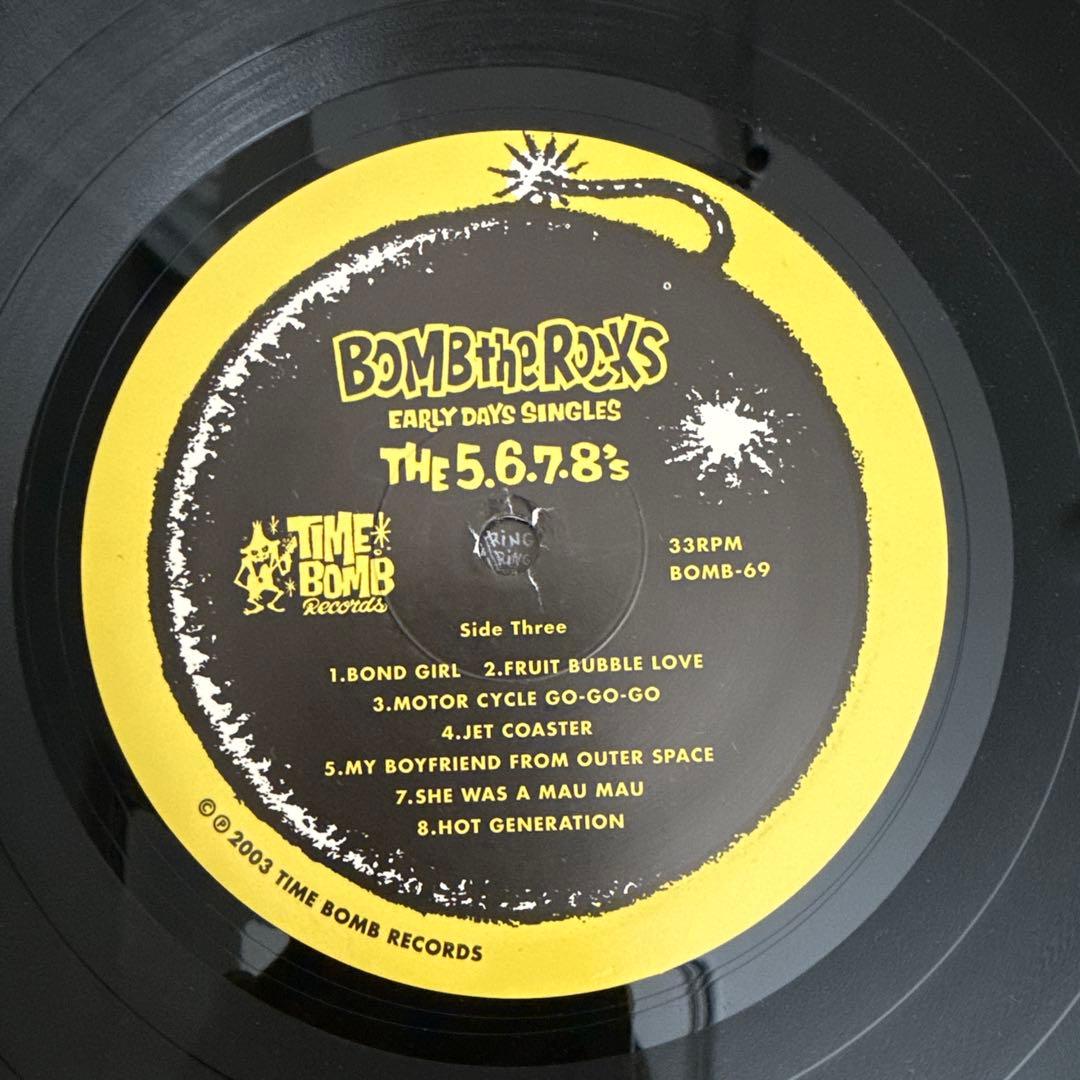 BOMB the ROCKS
EARLY DAYS SINGLES
THE 5.6.7.8's
TIME
BOMB
Records
RING
RING
33RPM
BOMB-69
Side Three
1.BOND GIRL 2.FRUIT BUBBLE LOVE
3.MOTOR CYCLE GO-GO-GO
4.JET COASTER
5.MY BOYFRIEND FROM OUTER SPACE
7.SHE WAS A MAU MAU
8.HOT GENERATION
©℗ 2003 TIME BOMB RECORDS